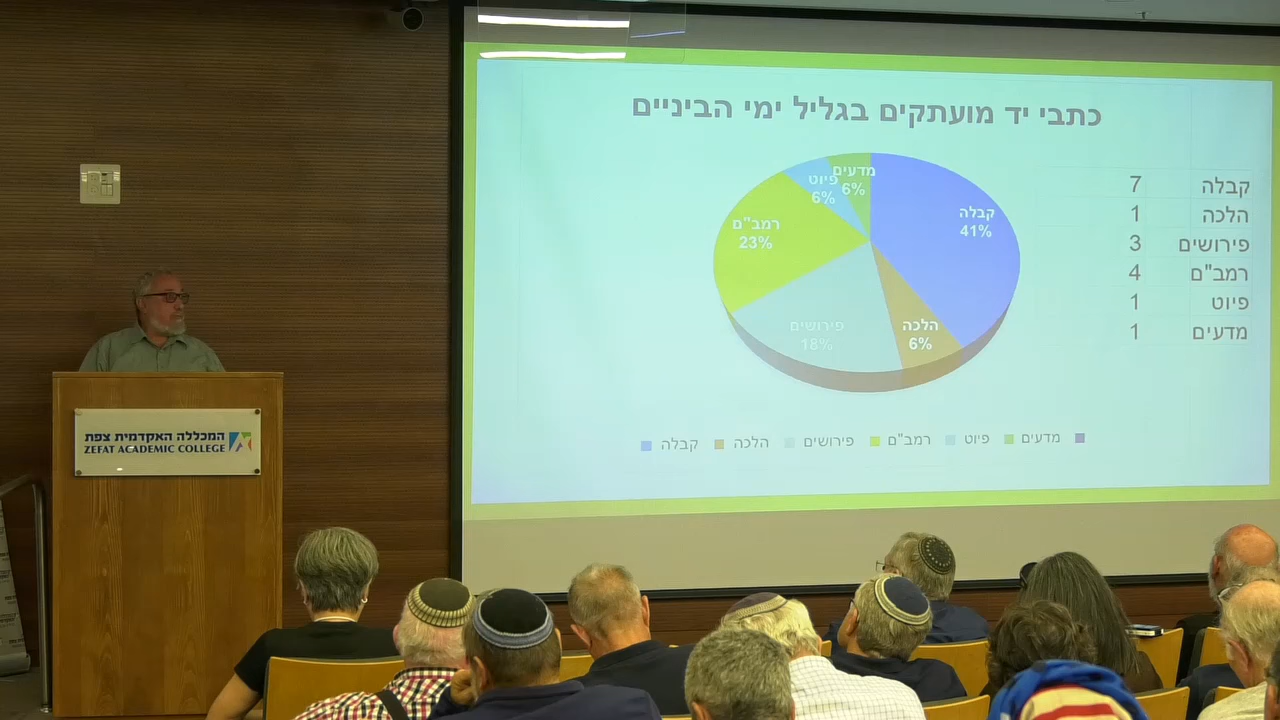 כתבי יד מועתקים בגליל ימי הביניים
קבלה 7
הלכה 1
פירושים 3
רמב"ם 4
פיוט 1
מדעים 1
מדעים
6%
פיוט
6%
קבלה
41%
רמב"ם
23%
פירושים
18%
הלכה
6%
קבלה הלכה פירושים רמב"ם פיוט מדעים
המכללה האקדמית צפת
ZEFAT ACADEMIC COLLEGE